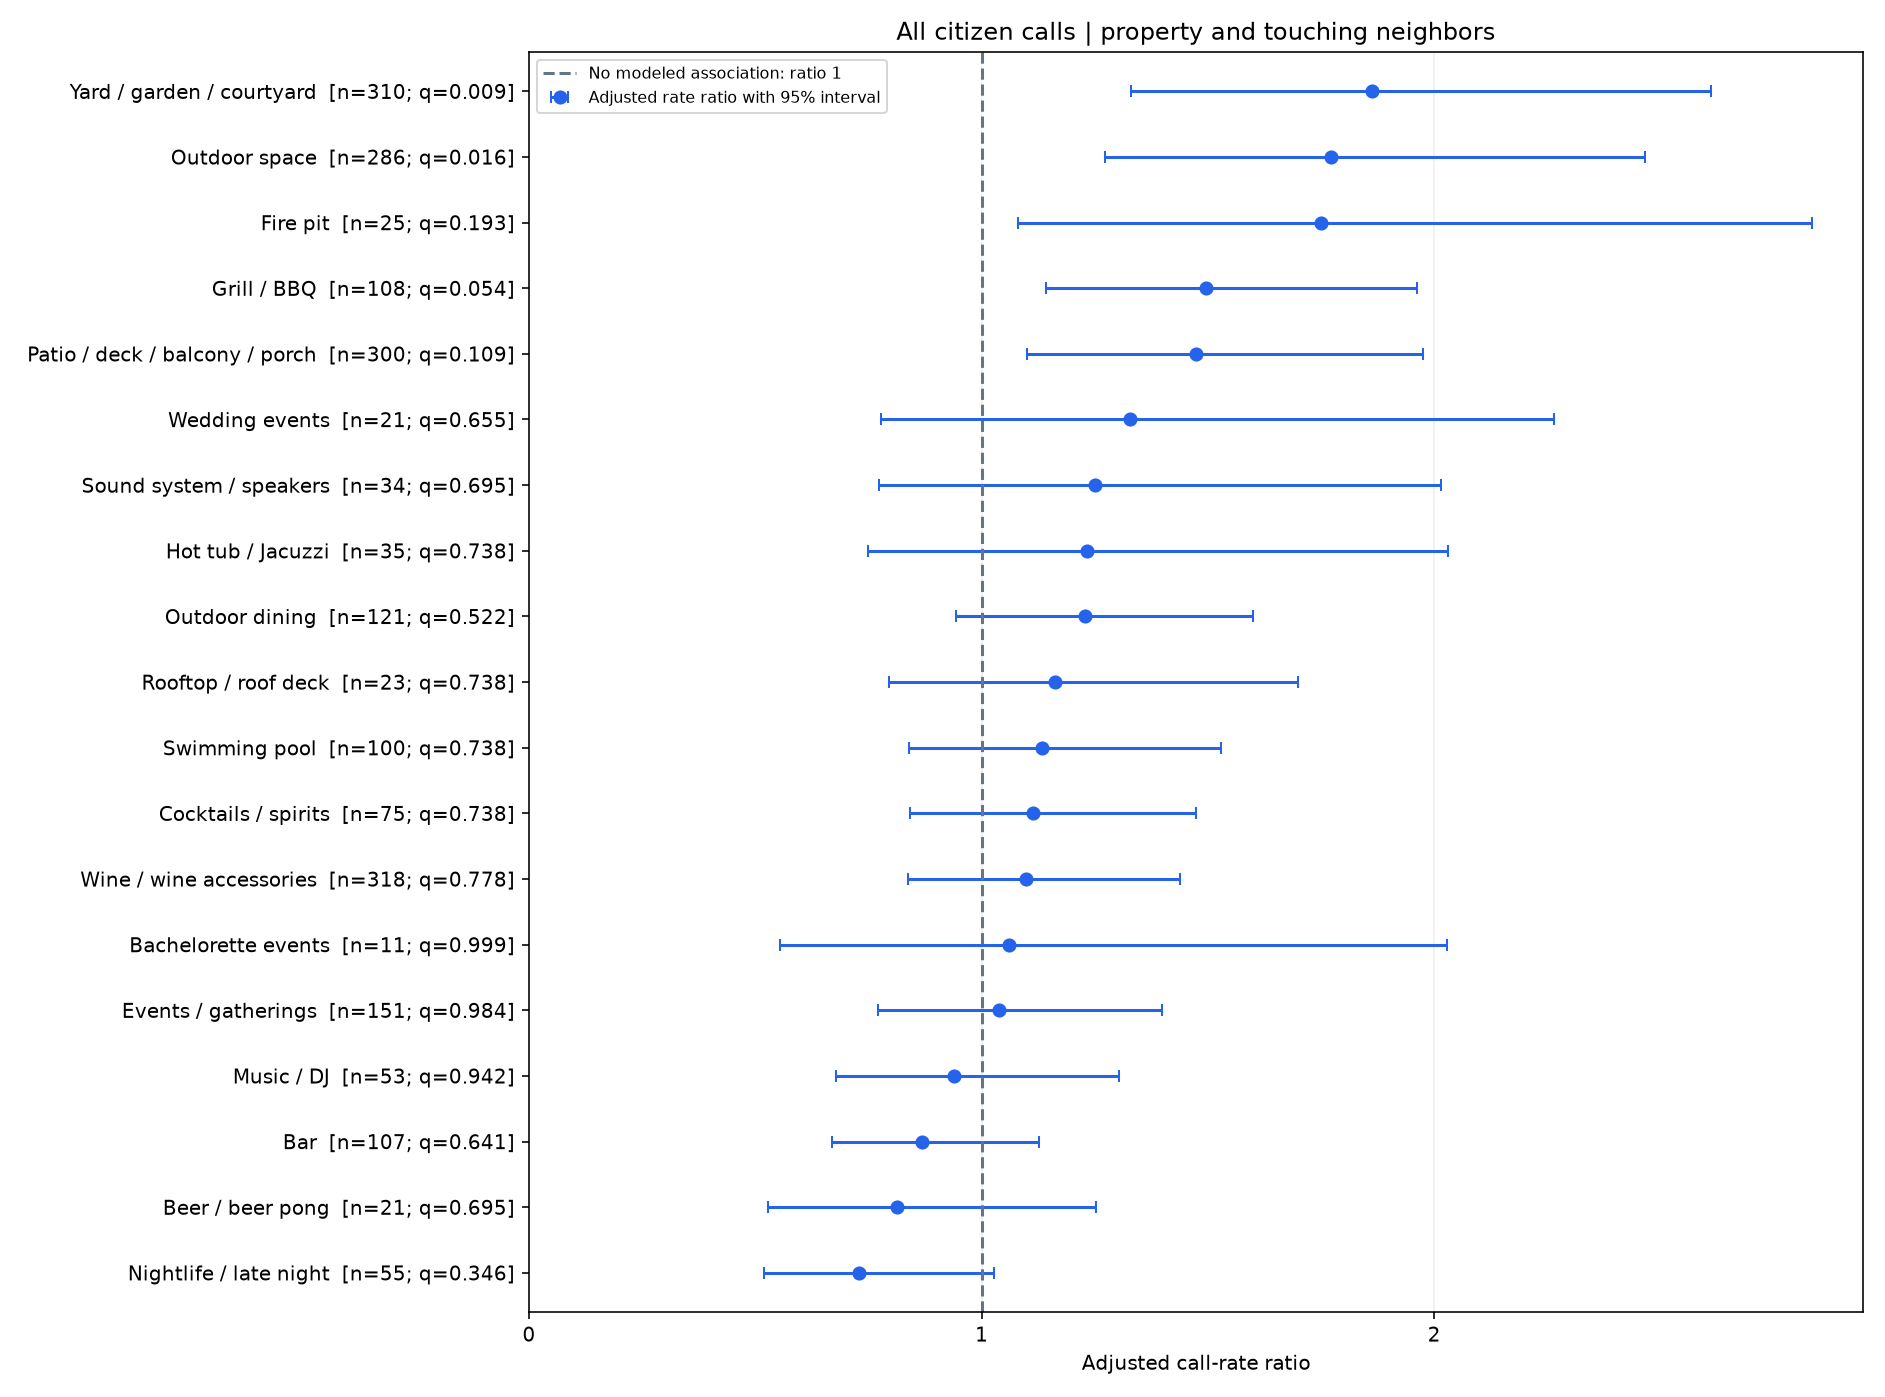 All citizen calls | property and touching neighbors
No modeled association: ratio 1
Adjusted rate ratio with 95% interval
Yard / garden / courtyard [n=310; q=0.009]
Outdoor space [n=286; q=0.016]
Fire pit [n=25; q=0.193]
Grill / BBQ [n=108; q=0.054]
Patio / deck / balcony / porch [n=300; q=0.109]
Wedding events [n=21; q=0.655]
Sound system / speakers [n=34; q=0.695]
Hot tub / Jacuzzi [n=35; q=0.738]
Outdoor dining [n=121; q=0.522]
Rooftop / roof deck [n=23; q=0.738]
Swimming pool [n=100; q=0.738]
Cocktails / spirits [n=75; q=0.738]
Wine / wine accessories [n=318; q=0.778]
Bachelorette events [n=11; q=0.999]
Events / gatherings [n=151; q=0.984]
Music / DJ [n=53; q=0.942]
Bar [n=107; q=0.641]
Beer / beer pong [n=21; q=0.695]
Nightlife / late night [n=55; q=0.346]
0 1 2
Adjusted call-rate ratio